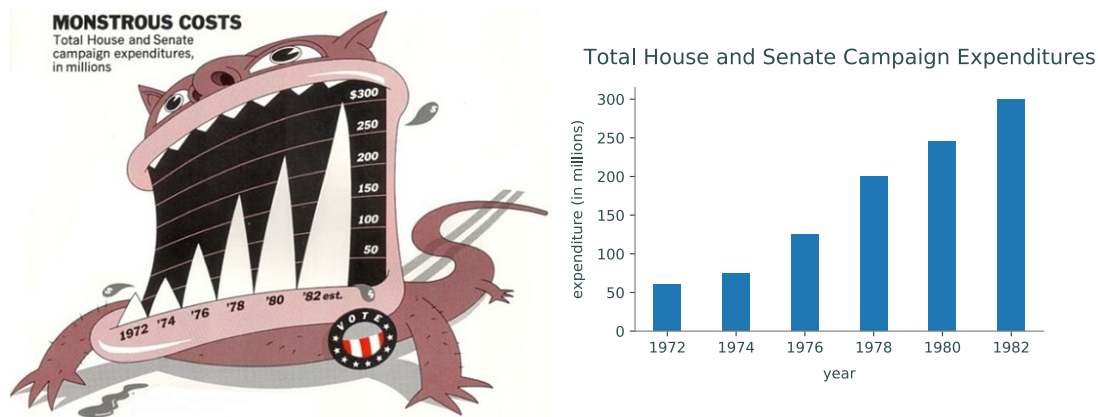 MONSTROUS COSTS
Total House and Senate
campaign expenditures,
in millions
$300
250
200
150
100
50
1972 '74 '76 '78 '80 '82 est.
$
$
$
VOTE
Total House and Senate Campaign Expenditures
expenditure (in millions)
300
250
200
150
100
50
0
1972 1974 1976 1978 1980 1982
year